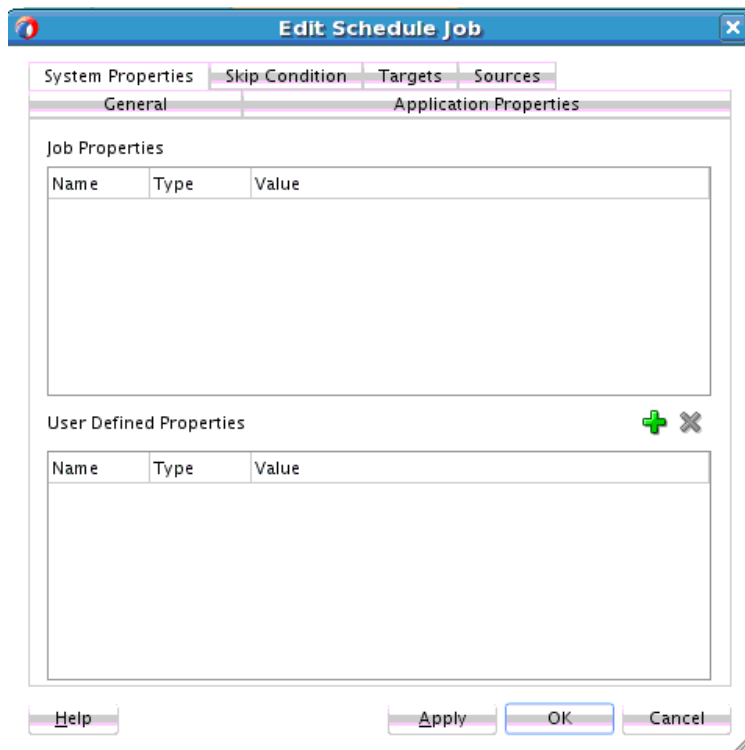 Edit Schedule Job
System Properties Skip Condition Targets Sources
General Application Properties
Job Properties
Name Type Value
User Defined Properties
Name Type Value
Help Apply OK Cancel